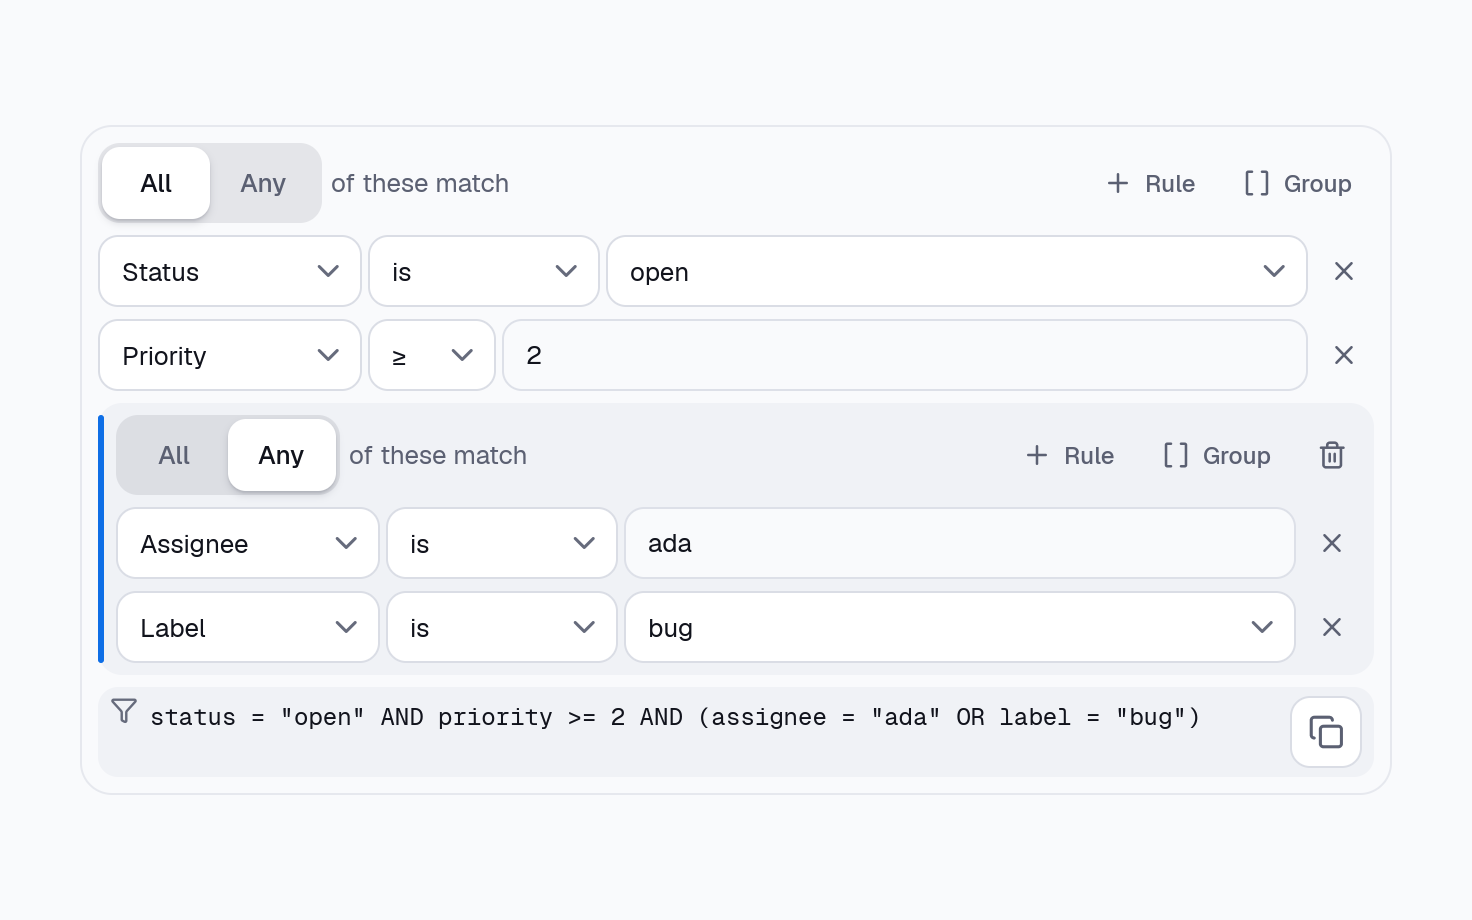 All Any of these match + Rule [] Group
Status is open
Priority ≥ 2
All Any of these match + Rule [] Group
Assignee is ada
Label is bug
status = "open" AND priority >= 2 AND (assignee = "ada" OR label = "bug")